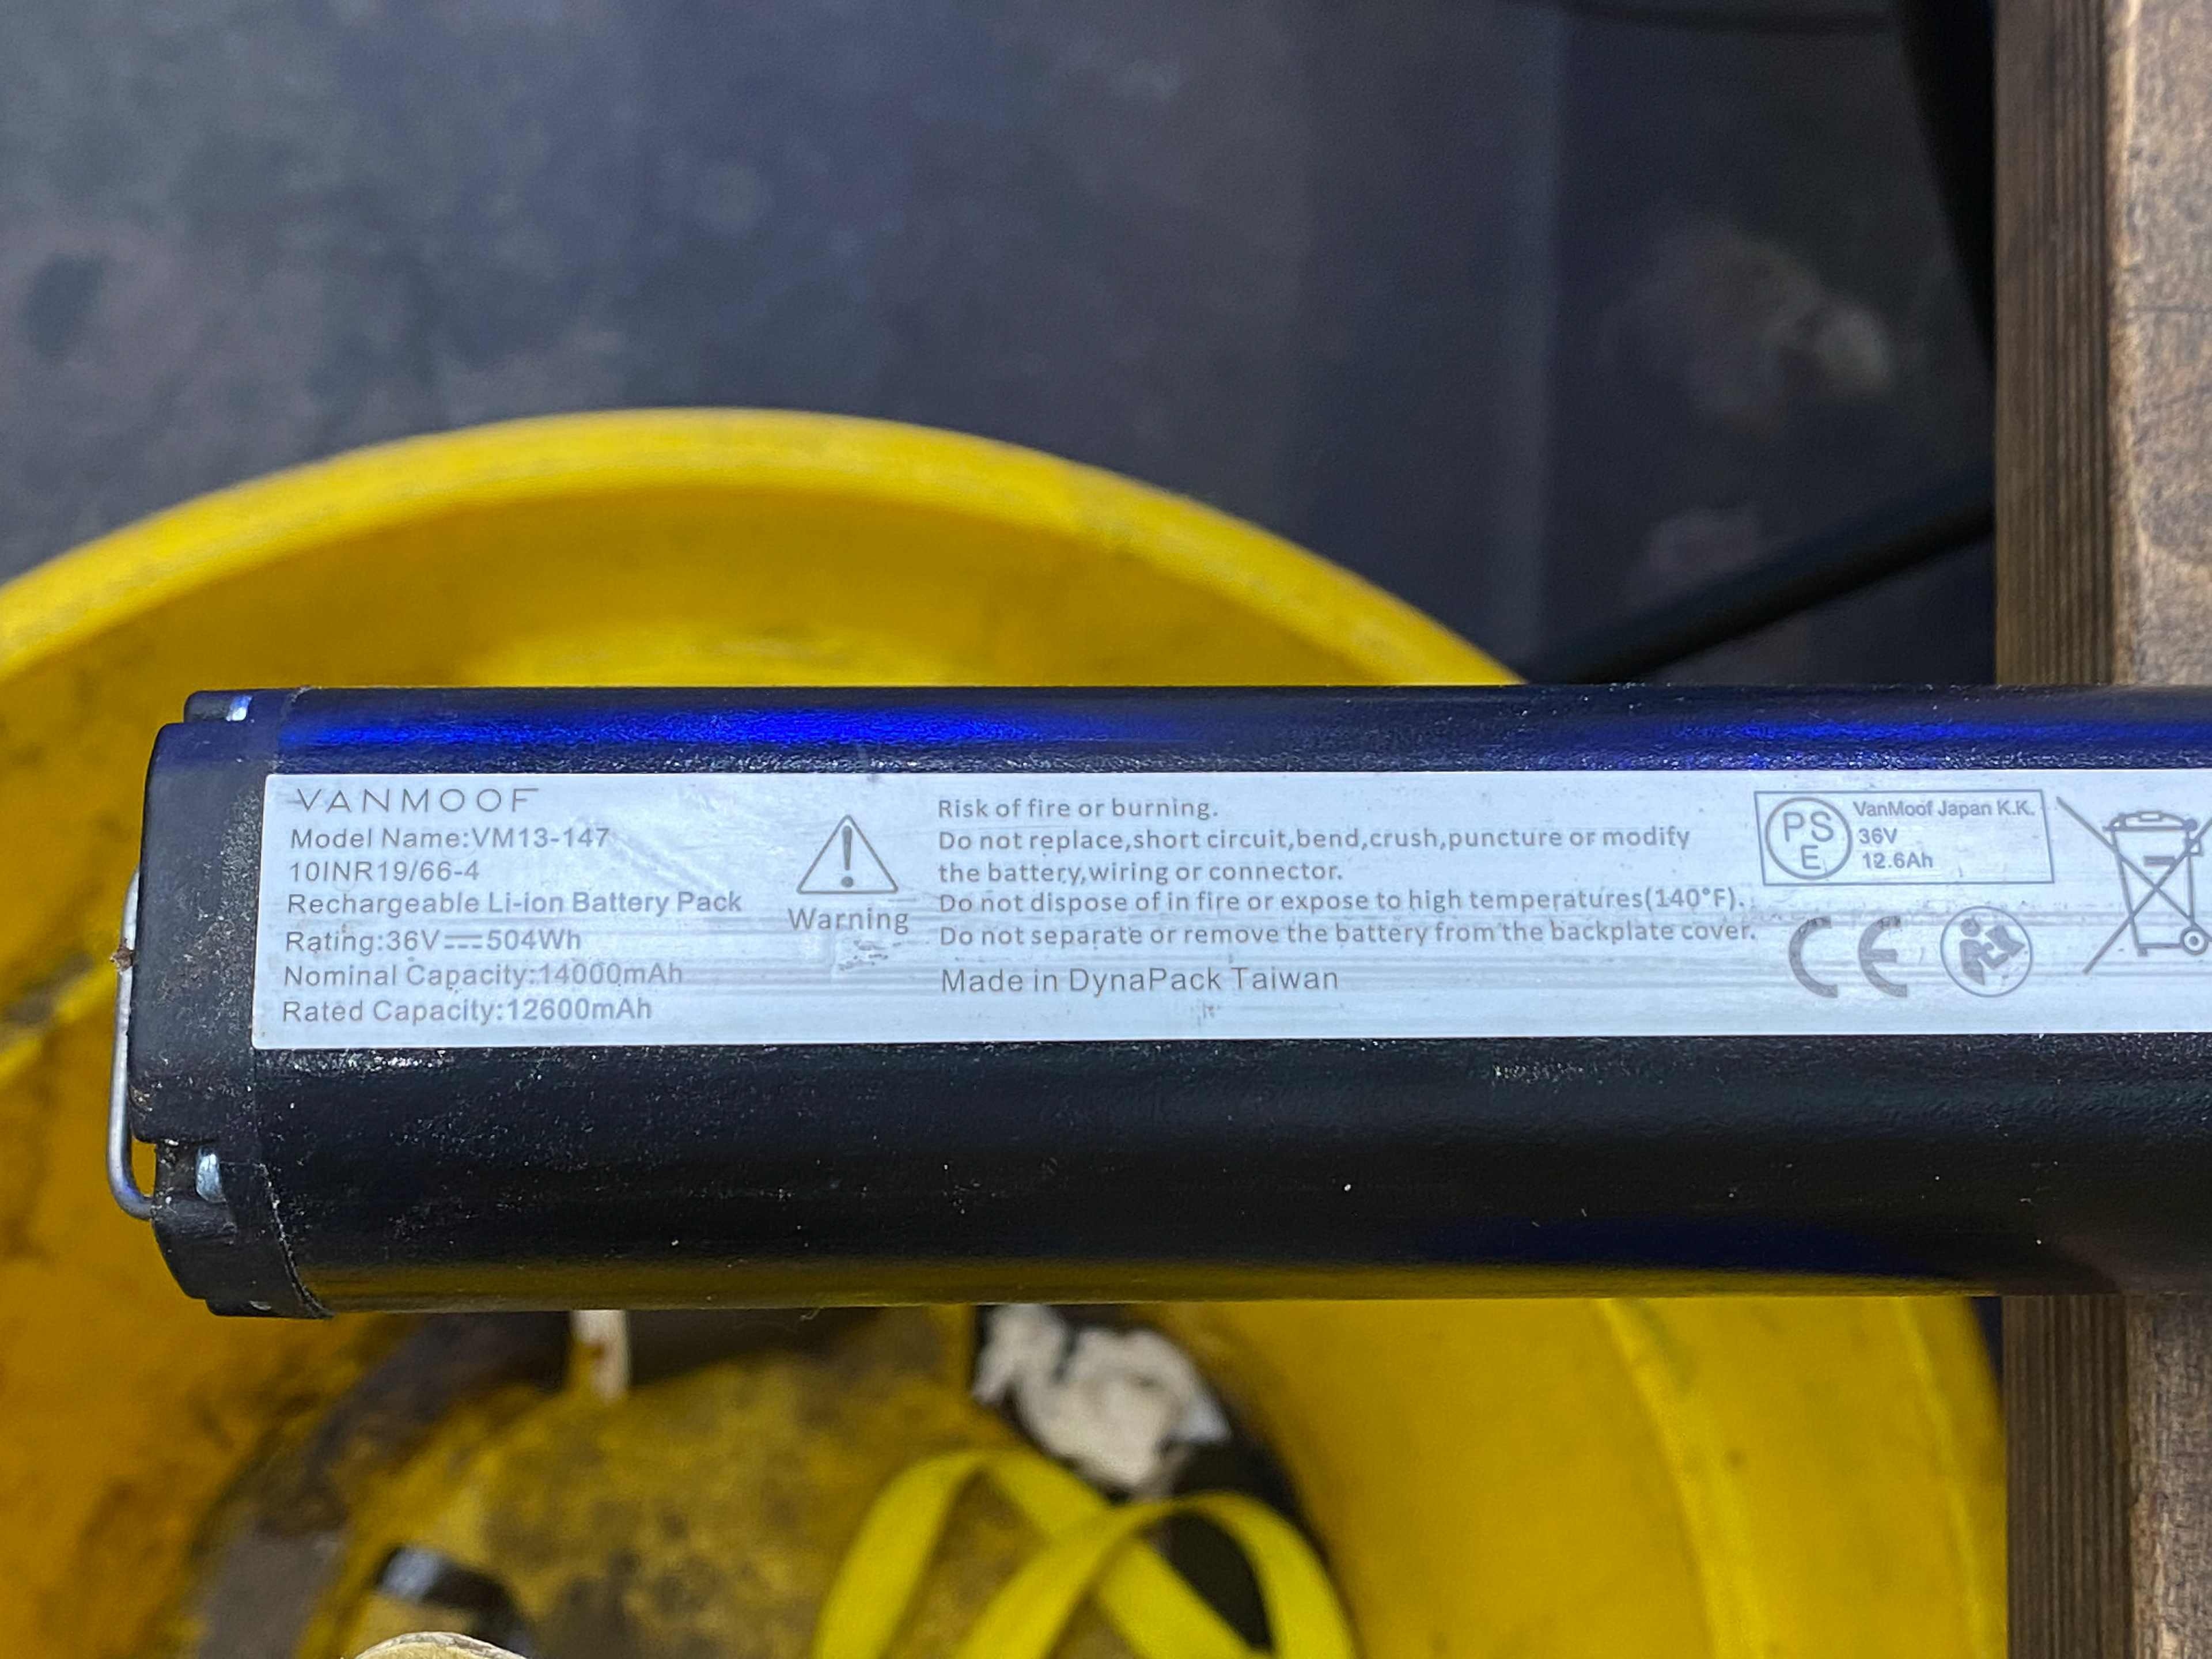 VANMOOF
Model Name:VM13-147
10INR19/66-4
Rechargeable Li-ion Battery Pack
Rating:36V⎓504Wh
Nominal Capacity:14000mAh
Rated Capacity:12600mAh
Warning
Risk of fire or burning.
Do not replace,short circuit,bend,crush,puncture or modify
the battery,wiring or connector.
Do not dispose of in fire or expose to high temperatures(140°F).
Do not separate or remove the battery from the backplate cover.
Made in DynaPack Taiwan
PS
E
VanMoof Japan K.K.
36V
12.6Ah
CE